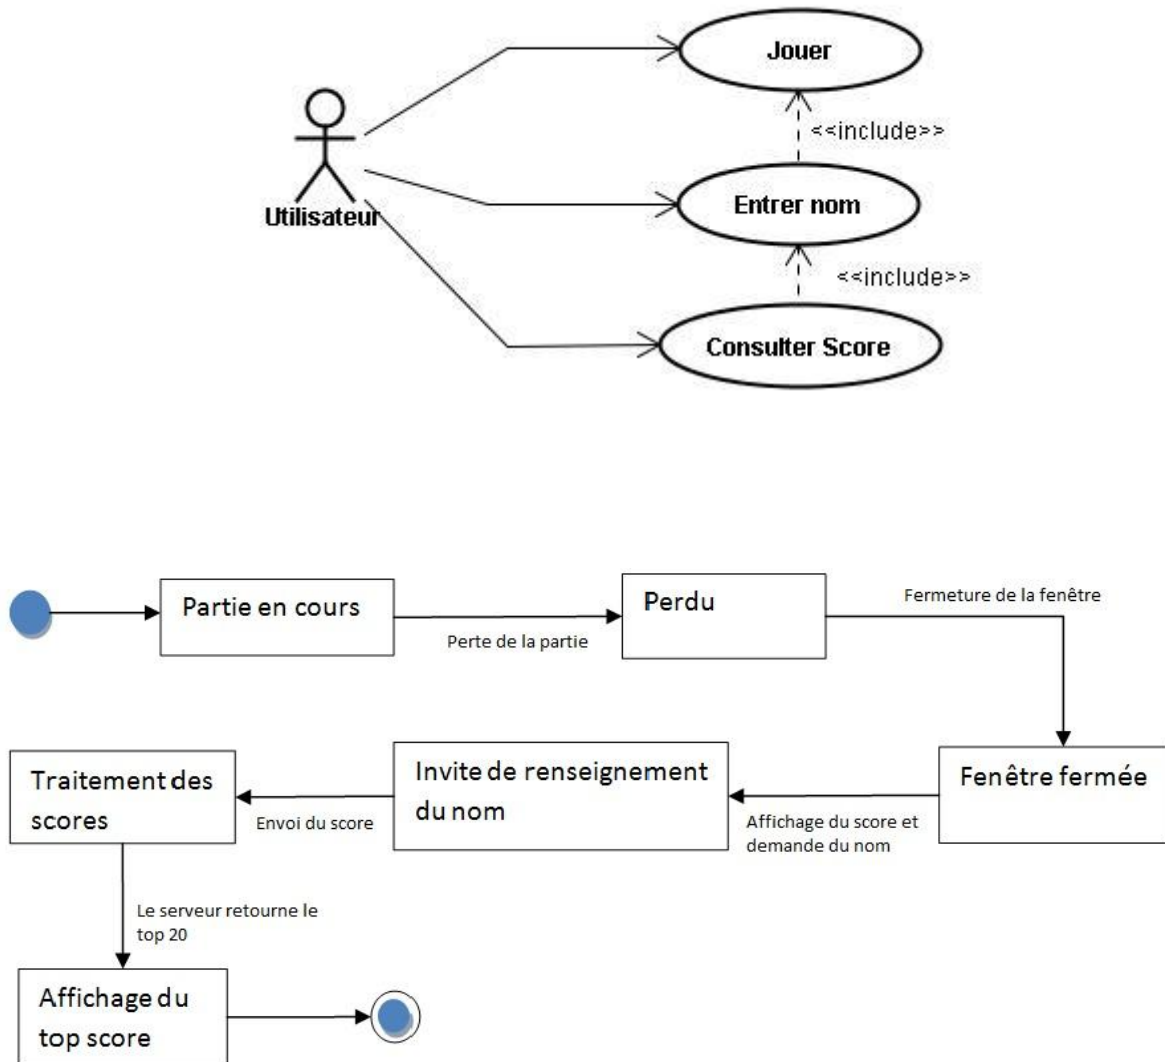 Jouer
<<include>>
Utilisateur
Entrer nom
<<include>>
Consulter Score
Partie en cours
Perte de la partie
Perdu
Fermeture de la fenêtre
Fenêtre fermée
Affichage du score et
demande du nom
Invite de renseignement
du nom
Envoi du score
Traitement des
scores
Le serveur retourne le
top 20
Affichage du
top score